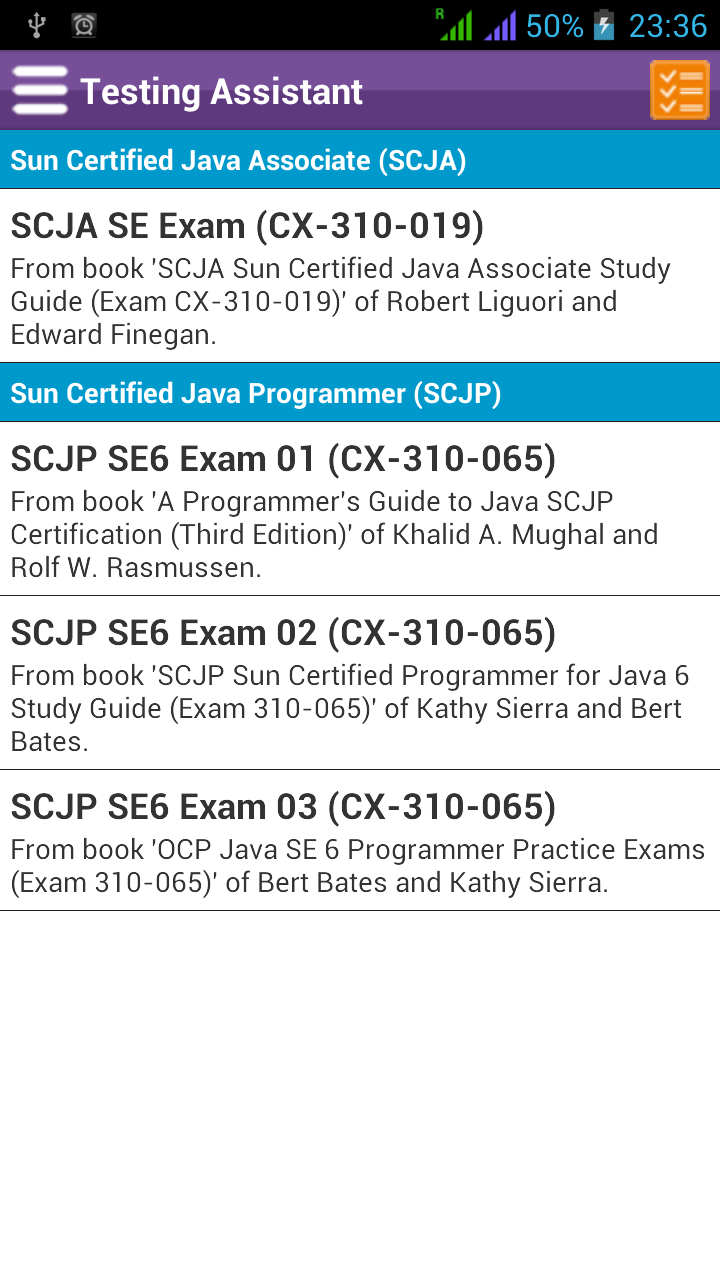 R 50% 23:36
Testing Assistant
Sun Certified Java Associate (SCJA)
SCJA SE Exam (CX-310-019)
From book 'SCJA Sun Certified Java Associate Study
Guide (Exam CX-310-019)' of Robert Liguori and
Edward Finegan.
Sun Certified Java Programmer (SCJP)
SCJP SE6 Exam 01 (CX-310-065)
From book 'A Programmer's Guide to Java SCJP
Certification (Third Edition)' of Khalid A. Mughal and
Rolf W. Rasmussen.
SCJP SE6 Exam 02 (CX-310-065)
From book 'SCJP Sun Certified Programmer for Java 6
Study Guide (Exam 310-065)' of Kathy Sierra and Bert
Bates.
SCJP SE6 Exam 03 (CX-310-065)
From book 'OCP Java SE 6 Programmer Practice Exams
(Exam 310-065)' of Bert Bates and Kathy Sierra.